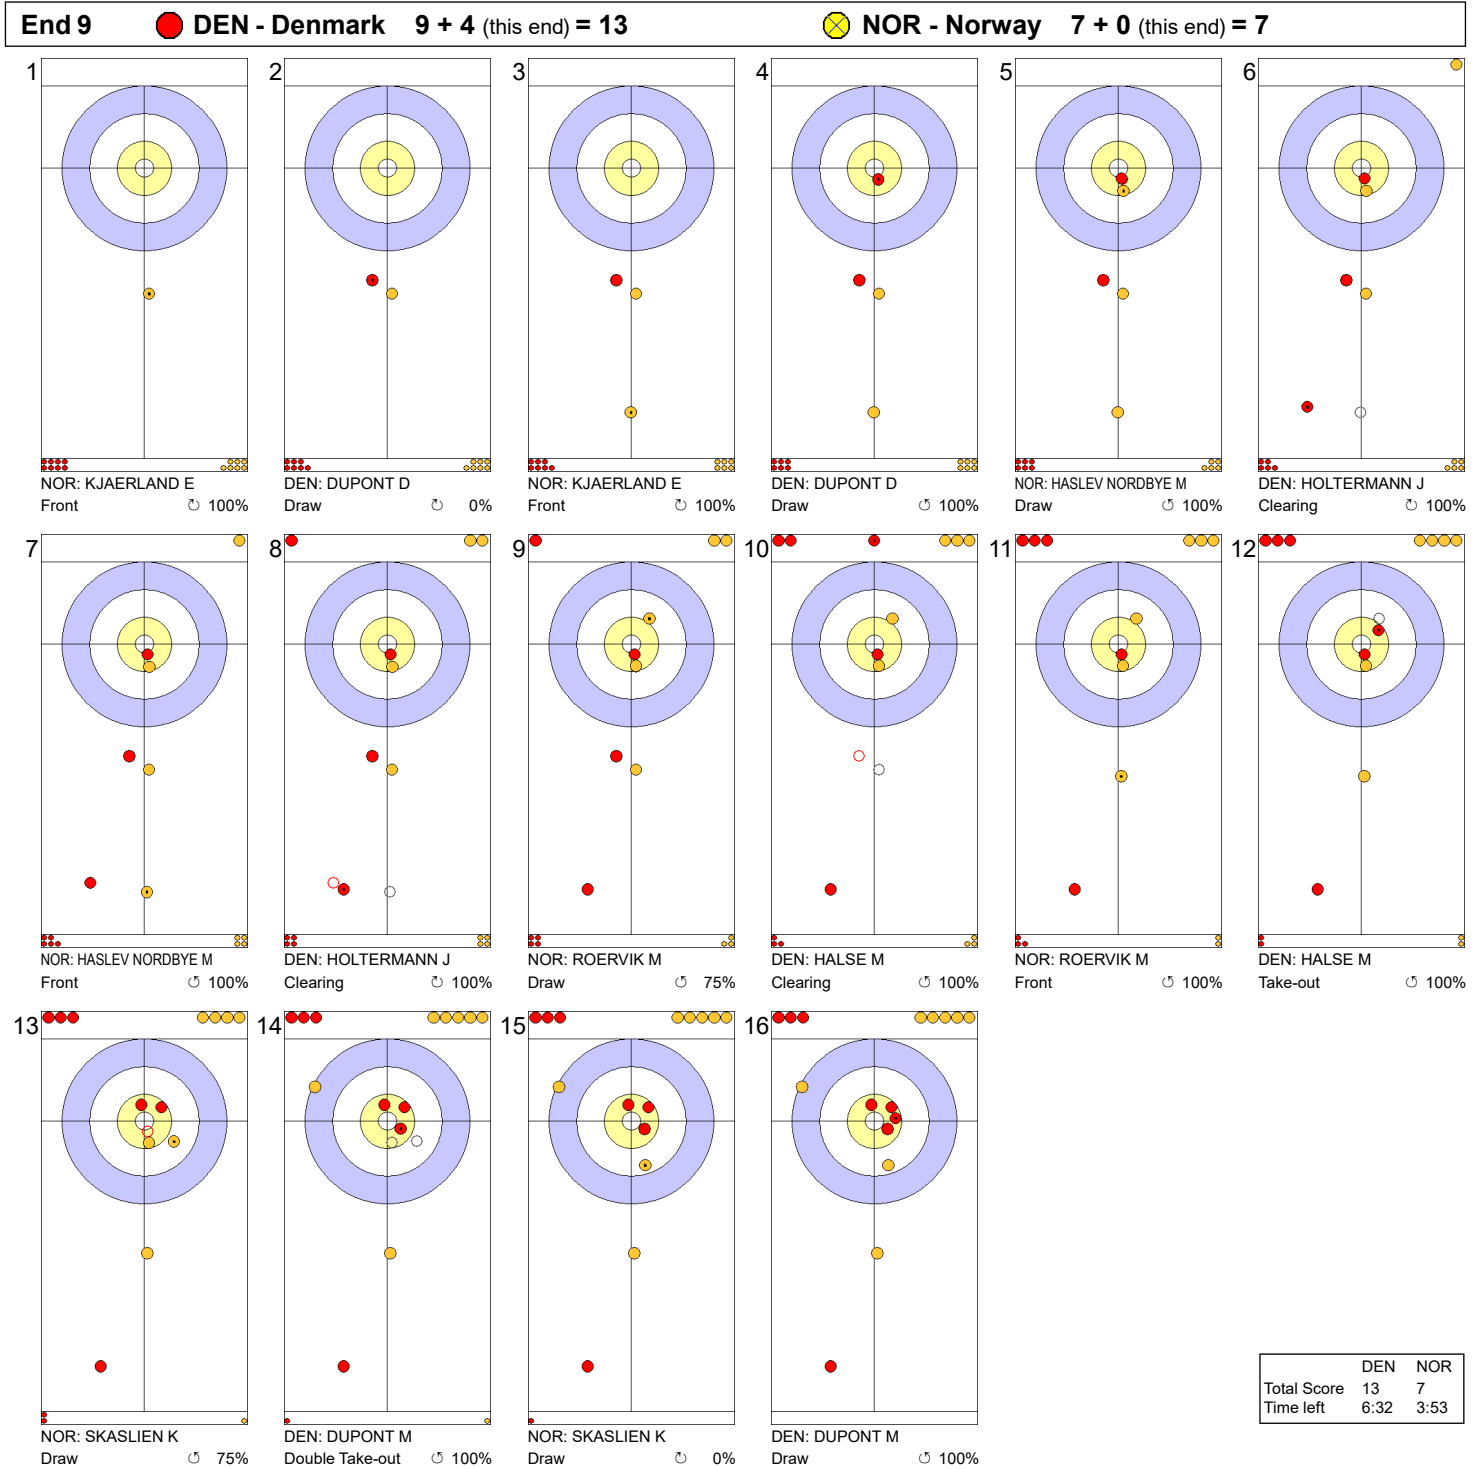 End 9 DEN - Denmark 9 + 4 (this end) = 13 NOR - Norway 7 + 0 (this end) = 7
1 2 3 4 5 6
NOR: KJAERLAND E DEN: DUPONT D NOR: KJAERLAND E DEN: DUPONT D NOR: HASLEV NORDBYE M DEN: HOLTERMANN J
Front ↻ 100% Draw ↻ 0% Front ↻ 100% Draw ↻ 100% Draw ↺ 100% Clearing ↻ 100%
7 8 9 10 11 12
NOR: HASLEV NORDBYE M DEN: HOLTERMANN J NOR: ROERVIK M DEN: HALSE M NOR: ROERVIK M DEN: HALSE M
Front ↺ 100% Clearing ↻ 100% Draw ↺ 75% Clearing ↺ 100% Front ↺ 100% Take-out ↺ 100%
13 14 15 16
NOR: SKASLIEN K DEN: DUPONT M NOR: SKASLIEN K DEN: DUPONT M
Draw ↺ 75% Double Take-out ↺ 100% Draw ↻ 0% Draw ↺ 100%
DEN NOR
Total Score 13 7
Time left 6:32 3:53